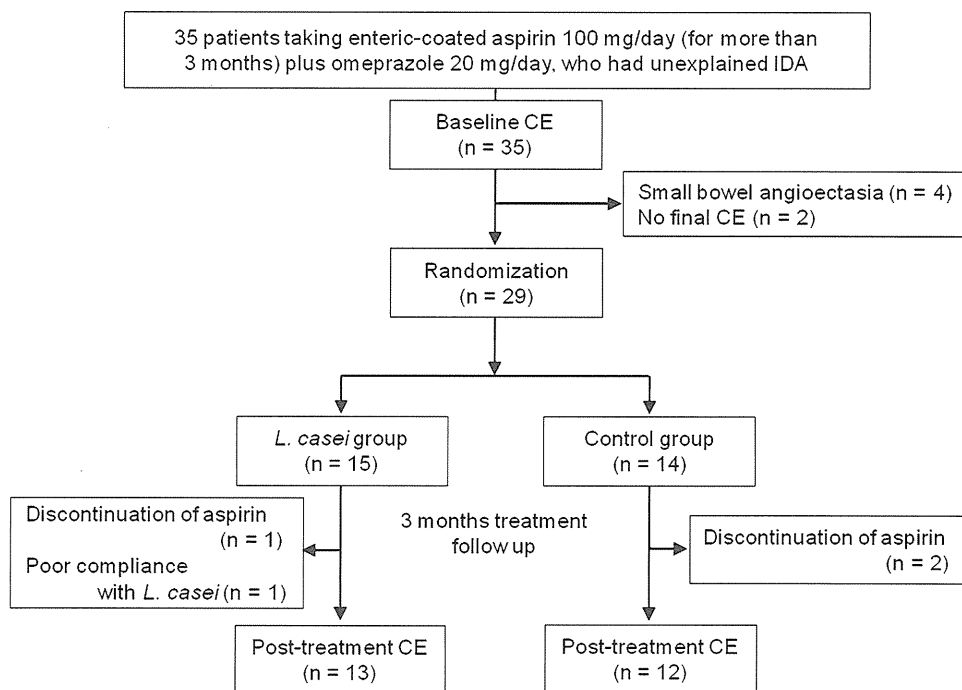 35 patients taking enteric-coated aspirin 100 mg/day (for more than
3 months) plus omeprazole 20 mg/day, who had unexplained IDA
Baseline CE
(n = 35)
Small bowel angioectasia (n = 4)
No final CE (n = 2)
Randomization
(n = 29)
L. casei group
(n = 15)
Control group
(n = 14)
Discontinuation of aspirin
(n = 1)
Poor compliance
with L. casei (n = 1)
3 months treatment
follow up
Discontinuation of aspirin
(n = 2)
Post-treatment CE
(n = 13)
Post-treatment CE
(n = 12)